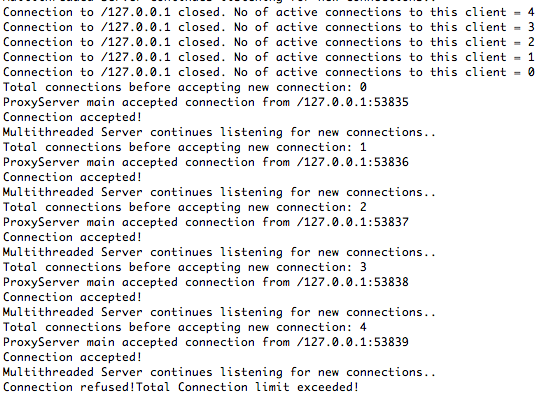 Multithreaded Server continues listening for new connections..
Connection to /127.0.0.1 closed. No of active connections to this client = 4
Connection to /127.0.0.1 closed. No of active connections to this client = 3
Connection to /127.0.0.1 closed. No of active connections to this client = 2
Connection to /127.0.0.1 closed. No of active connections to this client = 1
Connection to /127.0.0.1 closed. No of active connections to this client = 0
Total connections before accepting new connection: 0
ProxyServer main accepted connection from /127.0.0.1:53835
Connection accepted!
Multithreaded Server continues listening for new connections..
Total connections before accepting new connection: 1
ProxyServer main accepted connection from /127.0.0.1:53836
Connection accepted!
Multithreaded Server continues listening for new connections..
Total connections before accepting new connection: 2
ProxyServer main accepted connection from /127.0.0.1:53837
Connection accepted!
Multithreaded Server continues listening for new connections..
Total connections before accepting new connection: 3
ProxyServer main accepted connection from /127.0.0.1:53838
Connection accepted!
Multithreaded Server continues listening for new connections..
Total connections before accepting new connection: 4
ProxyServer main accepted connection from /127.0.0.1:53839
Connection accepted!
Multithreaded Server continues listening for new connections..
Connection refused!Total Connection limit exceeded!